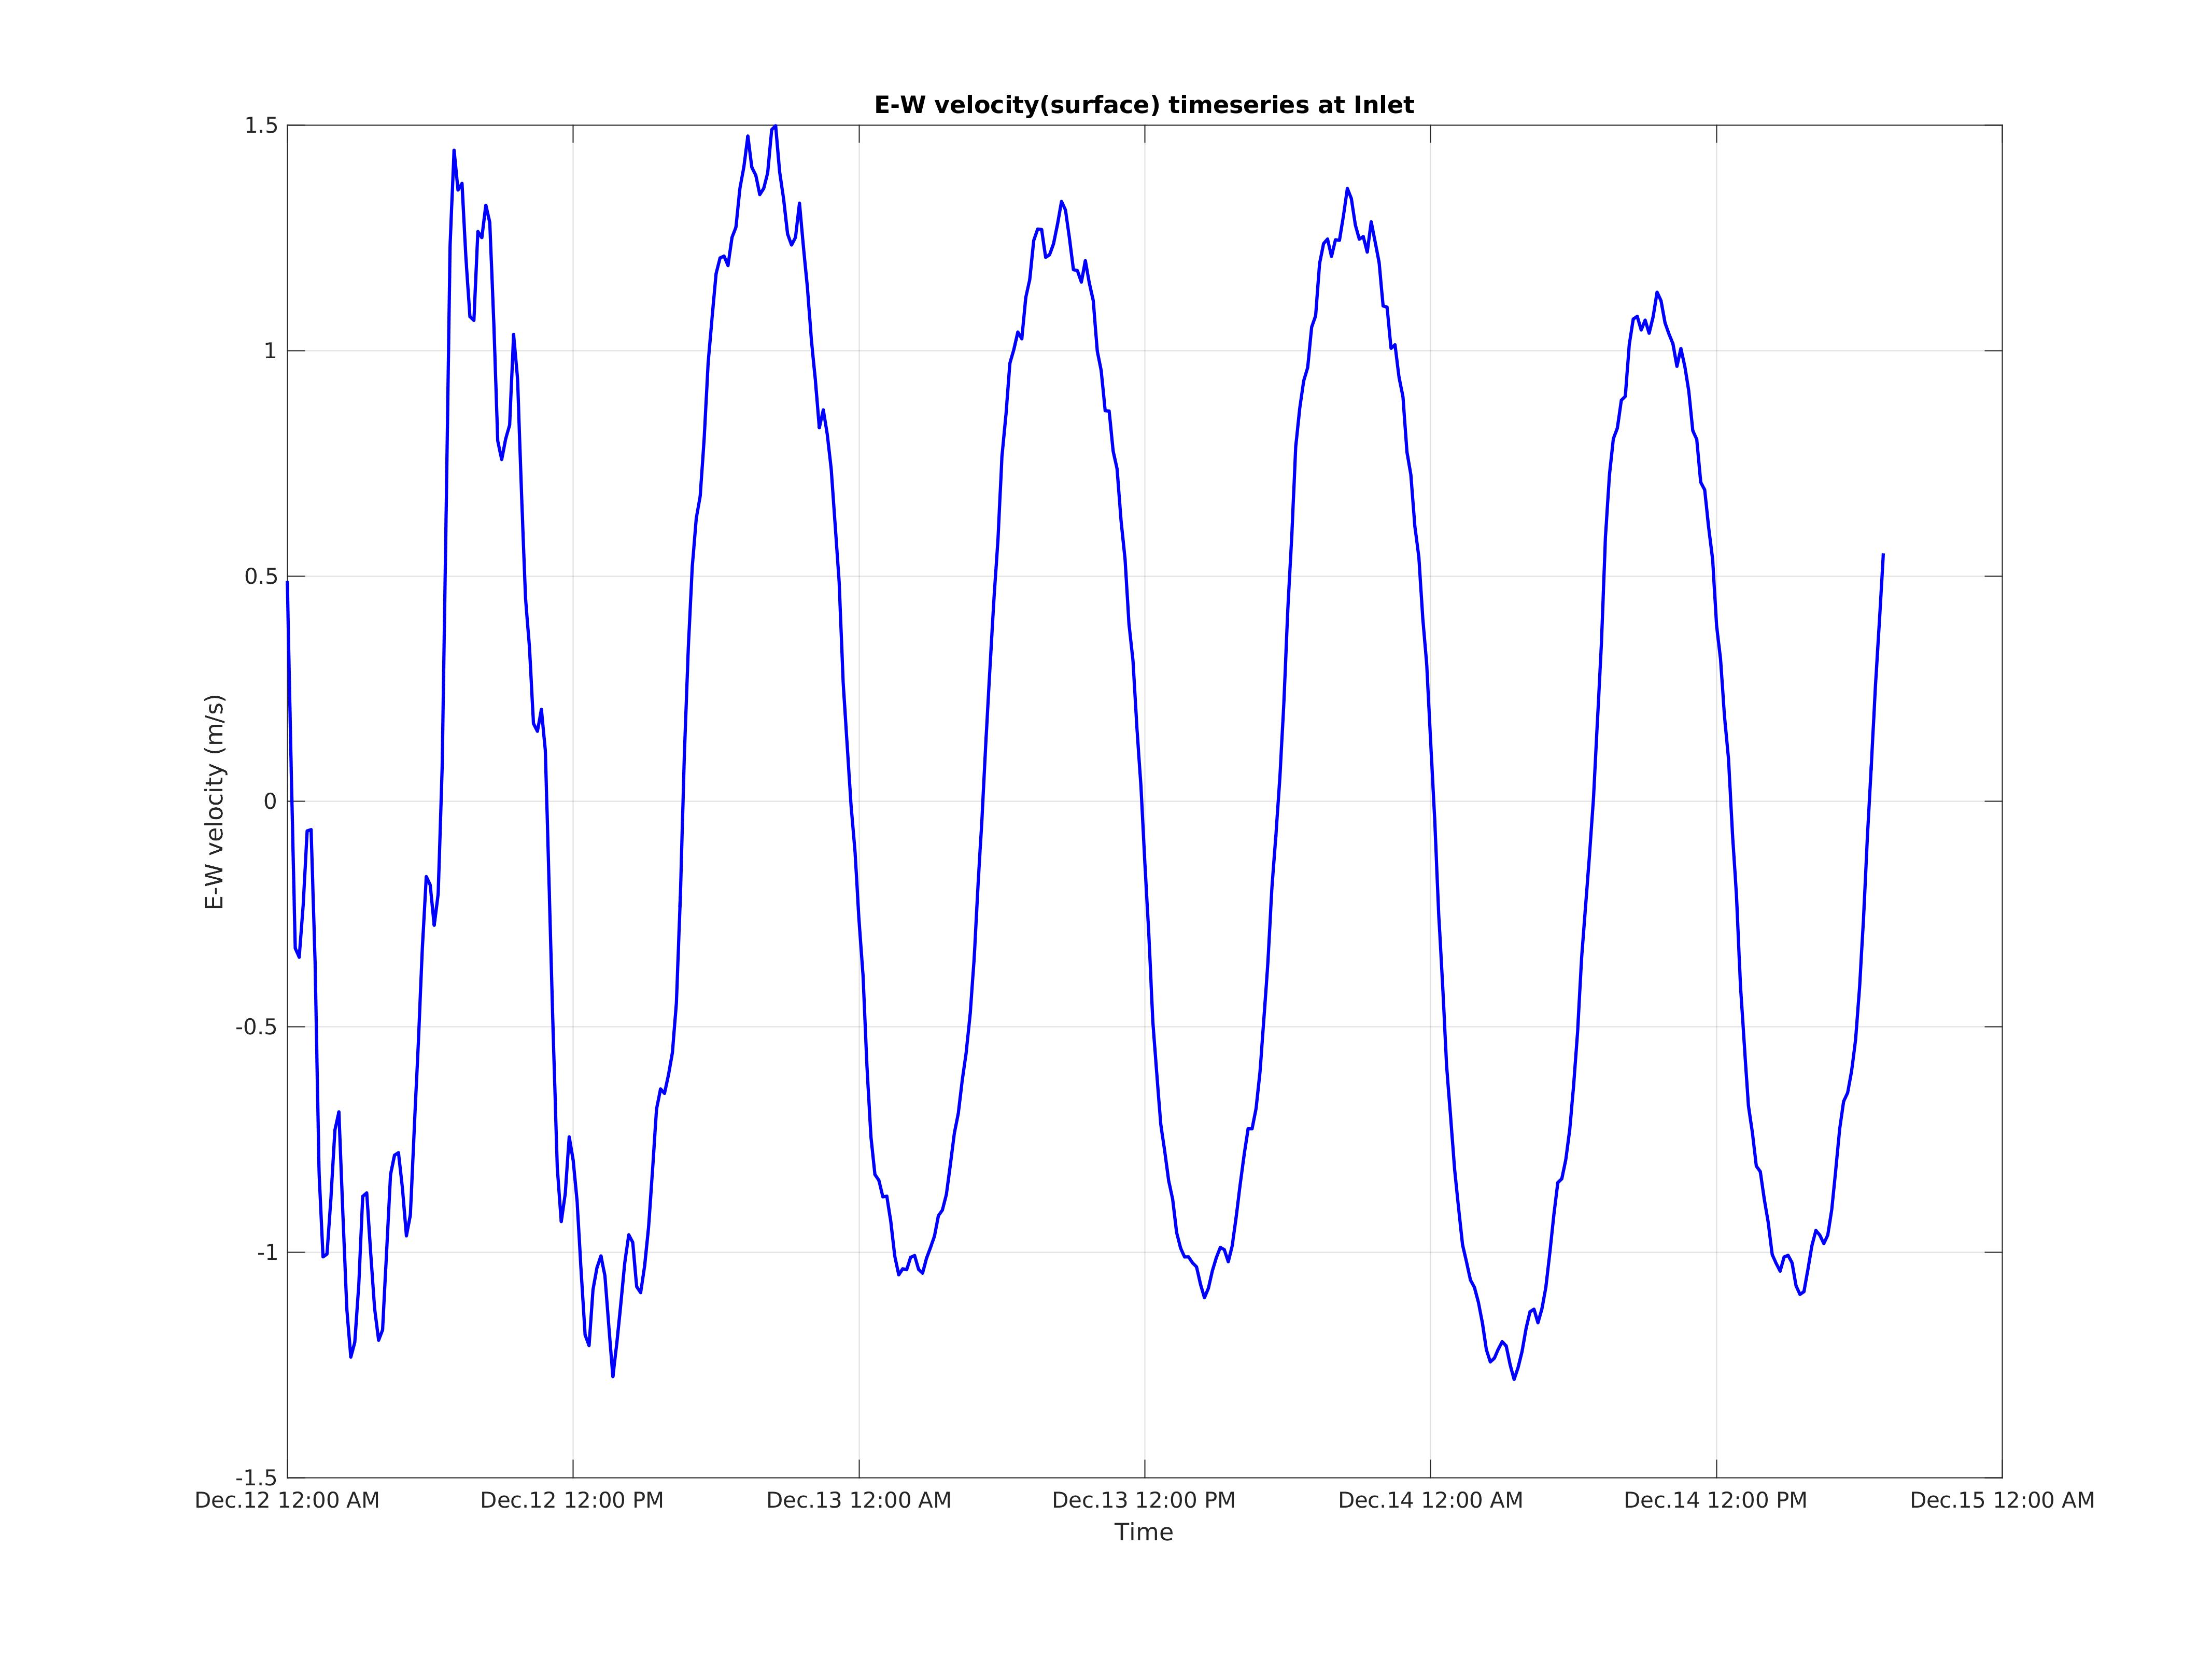 E-W velocity(surface) timeseries at Inlet
1.5
1
0.5
0
-0.5
-1
-1.5
E-W velocity (m/s)
Dec.12 12:00 AM Dec.12 12:00 PM Dec.13 12:00 AM Dec.13 12:00 PM Dec.14 12:00 AM Dec.14 12:00 PM Dec.15 12:00 AM
Time